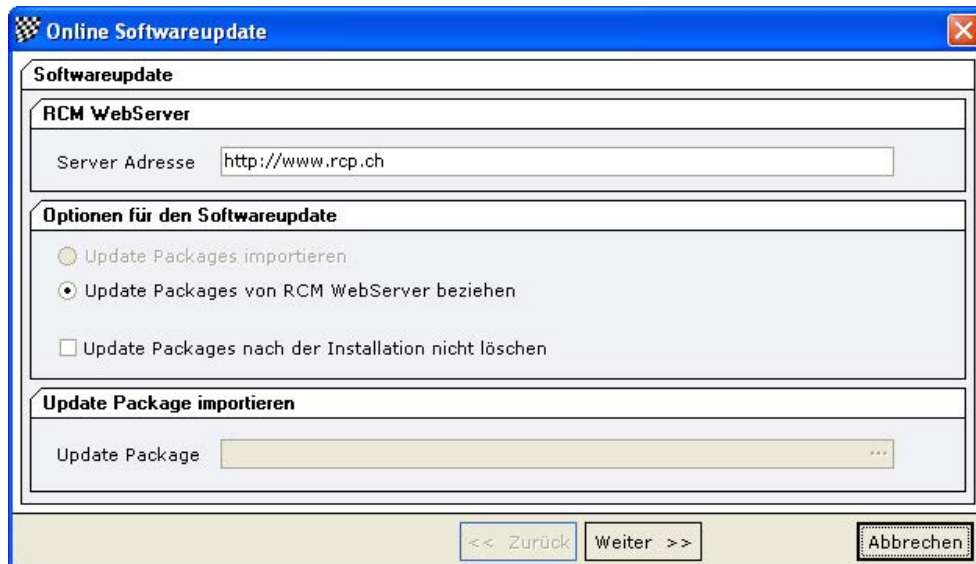 Online Softwareupdate
Softwareupdate
RCM WebServer
Server Adresse http://www.rcp.ch
Optionen für den Softwareupdate
Update Packages importieren
Update Packages von RCM WebServer beziehen
Update Packages nach der Installation nicht löschen
Update Package importieren
Update Package ...
<< Zurück Weiter >> Abbrechen